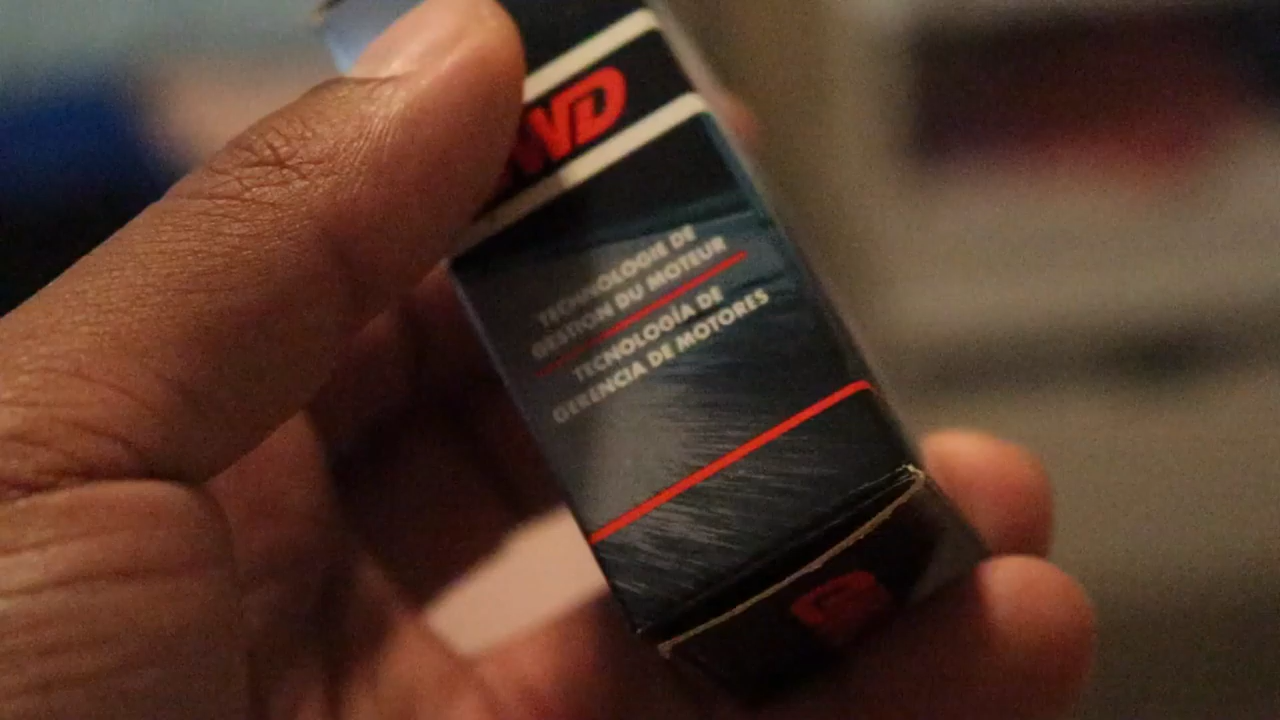 WD
TECHNOLOGIE DE
GESTION DU MOTEUR
TECNOLOGÍA DE
GERENCIA DE MOTORES